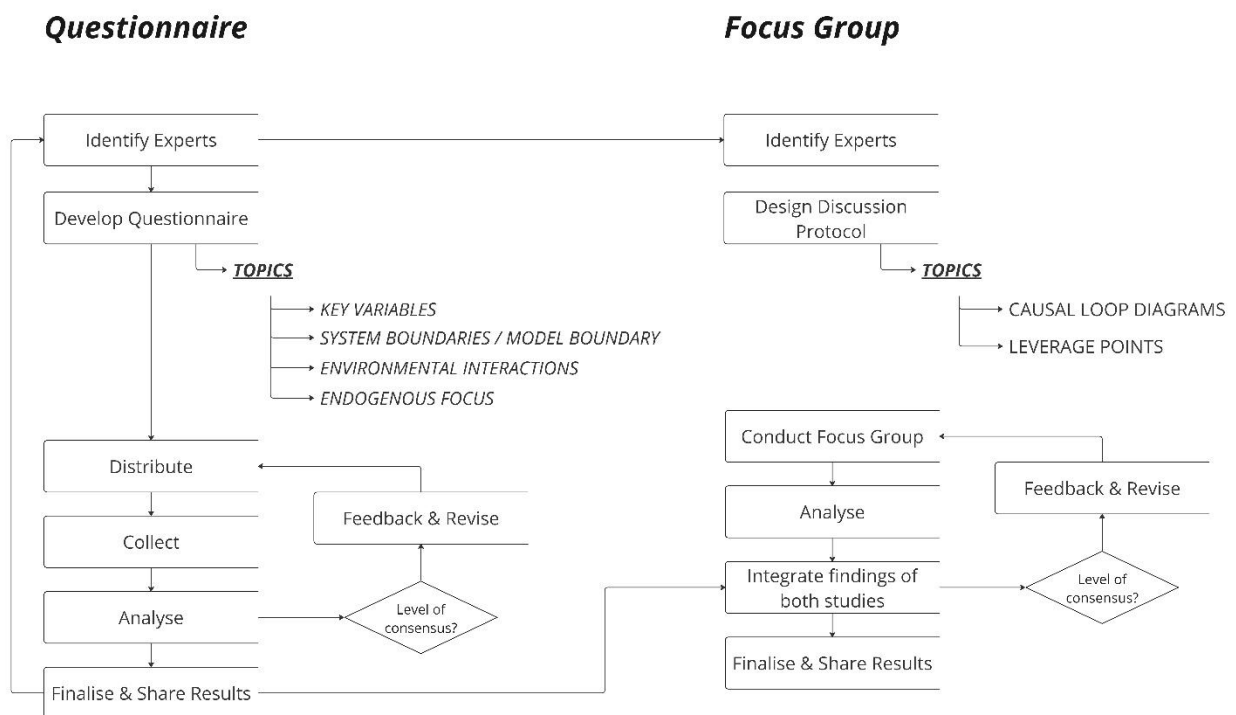 Questionnaire
Identify Experts
Develop Questionnaire
TOPICS
KEY VARIABLES
SYSTEM BOUNDARIES / MODEL BOUNDARY
ENVIRONMENTAL INTERACTIONS
ENDOGENOUS FOCUS
Distribute
Collect
Analyse
Finalise & Share Results
Feedback & Revise
Level of
consensus?
Focus Group
Identify Experts
Design Discussion
Protocol
TOPICS
CAUSAL LOOP DIAGRAMS
LEVERAGE POINTS
Conduct Focus Group
Analyse
Integrate findings of
both studies
Finalise & Share Results
Feedback & Revise
Level of
consensus?